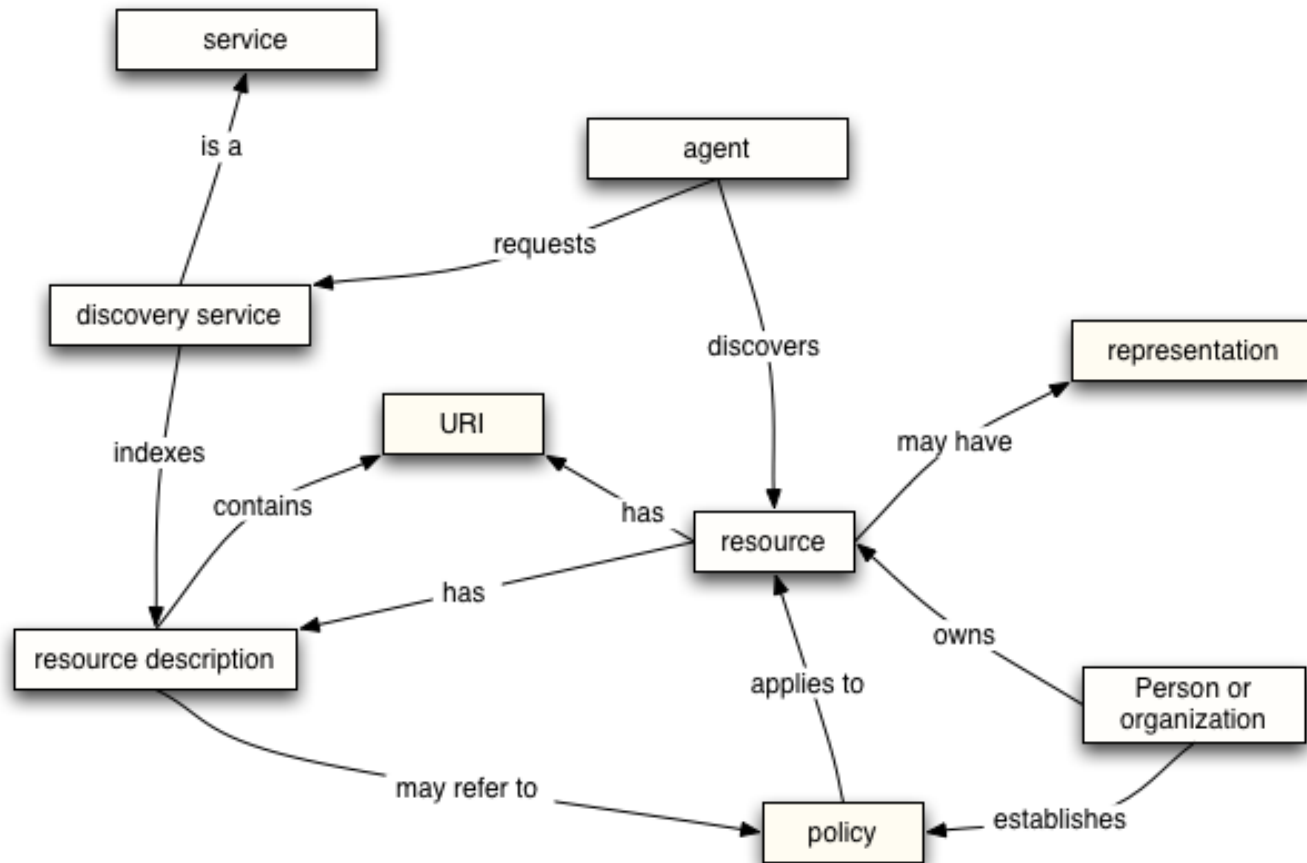 service
is a
agent
requests
discovery service
discovers
representation
URI
may have
indexes
contains
has
resource
has
owns
resource description
applies to
Person or
organization
may refer to
establishes
policy